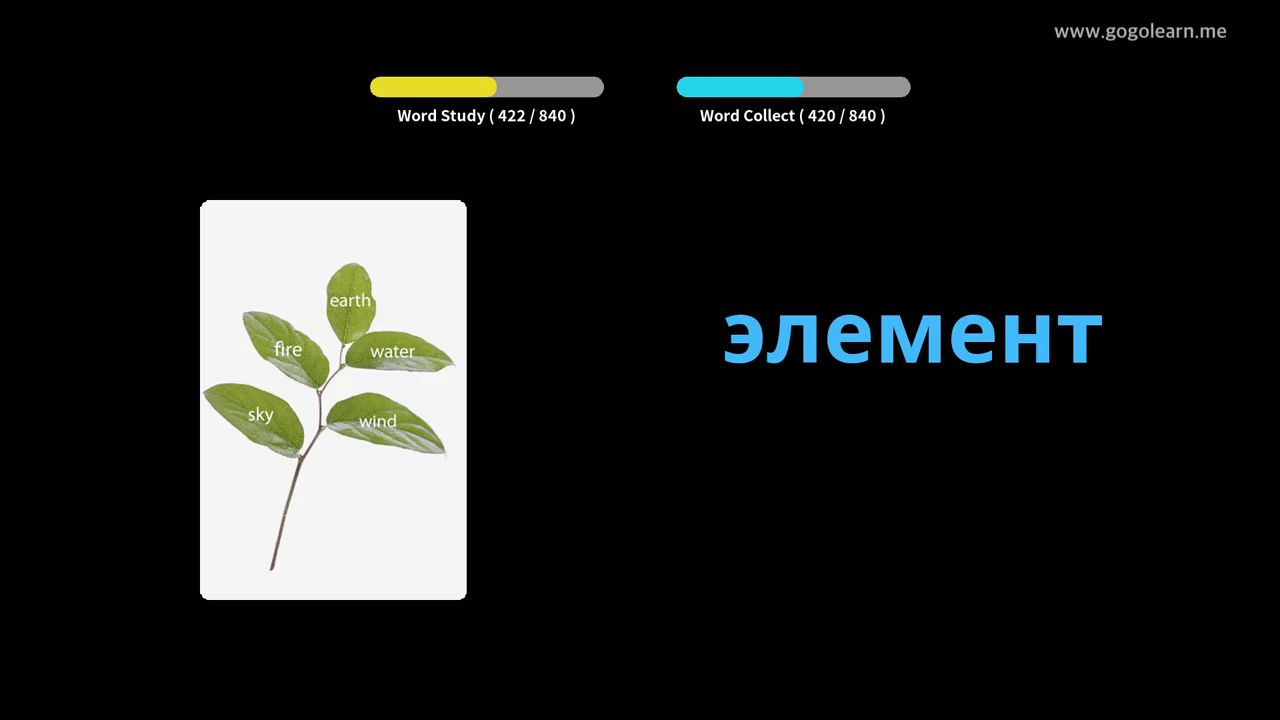 www.gogolearn.me
Word Study ( 422 / 840 )
Word Collect ( 420 / 840 )
earth
fire
water
sky
wind
элемент